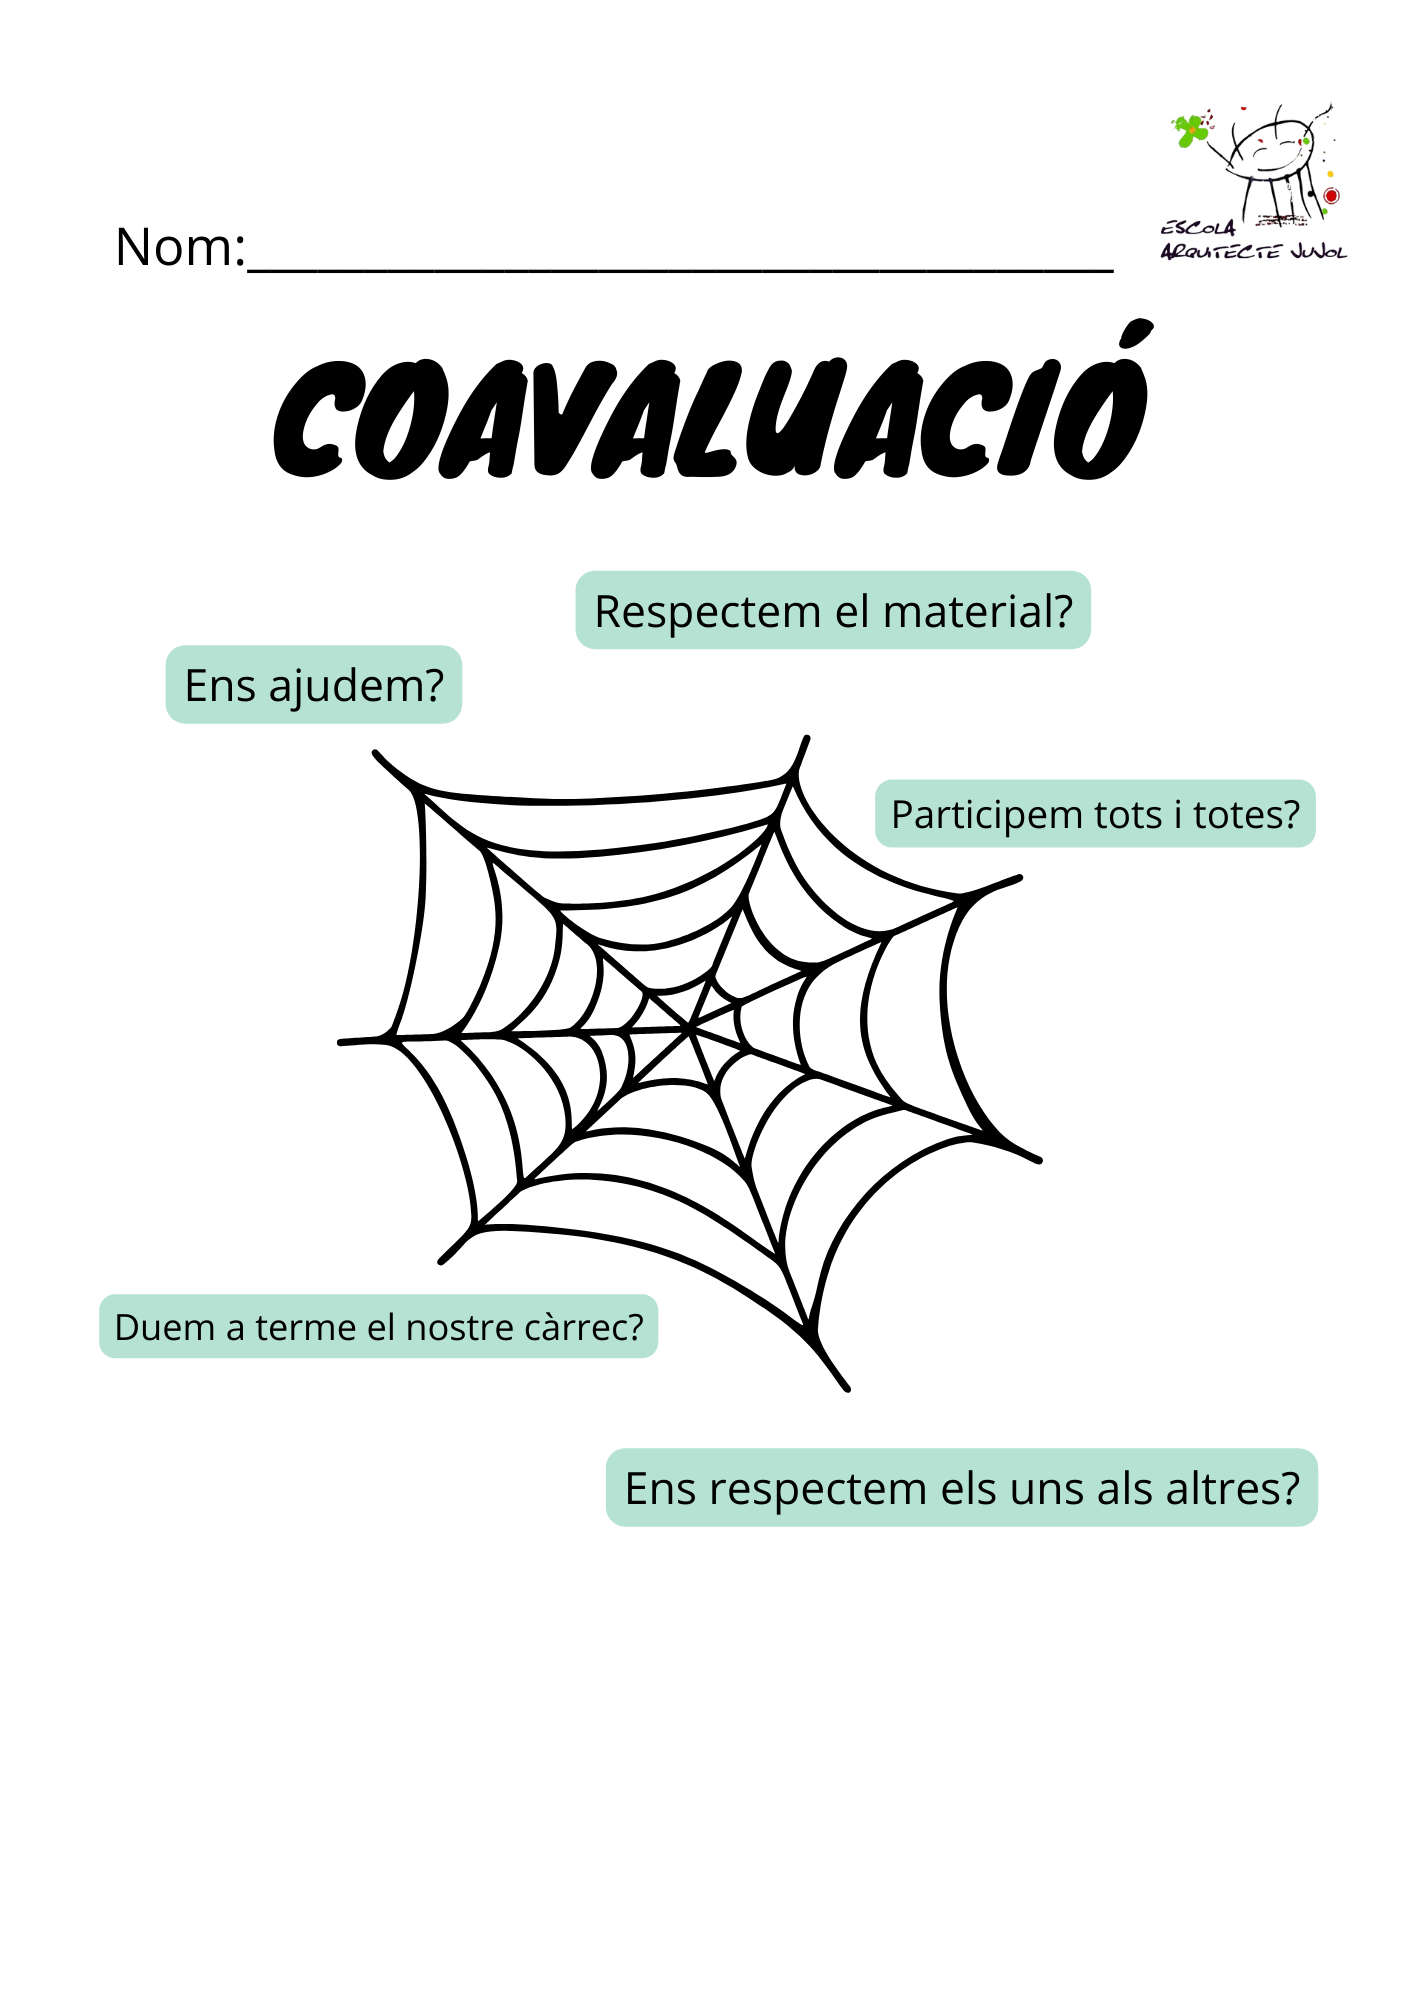 ESCOLA
ARQUITECTE JUJOL
Nom:_____________________________________
COAVALUACIÓ
Respectem el material?
Ens ajudem?
Participem tots i totes?
Duem a terme el nostre càrrec?
Ens respectem els uns als altres?